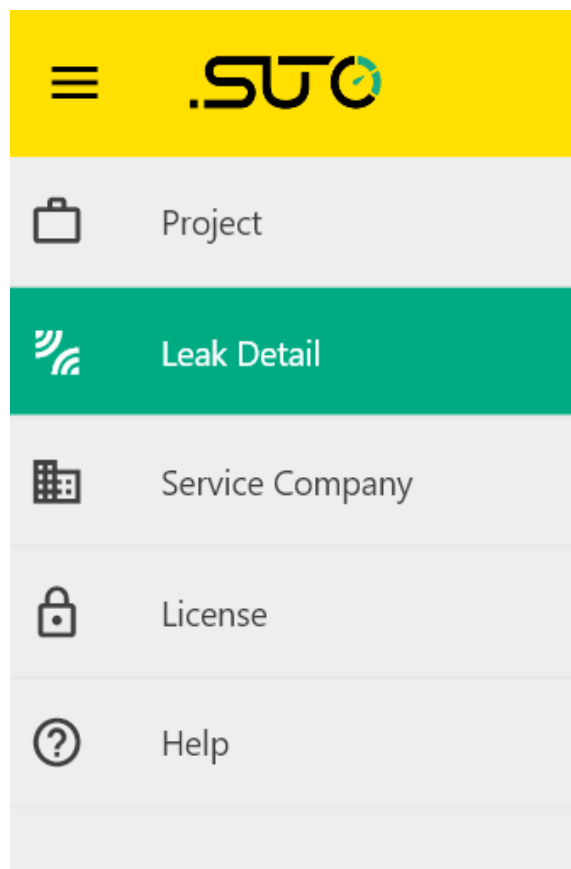 .SUTO
Project
Leak Detail
Service Company
License
Help